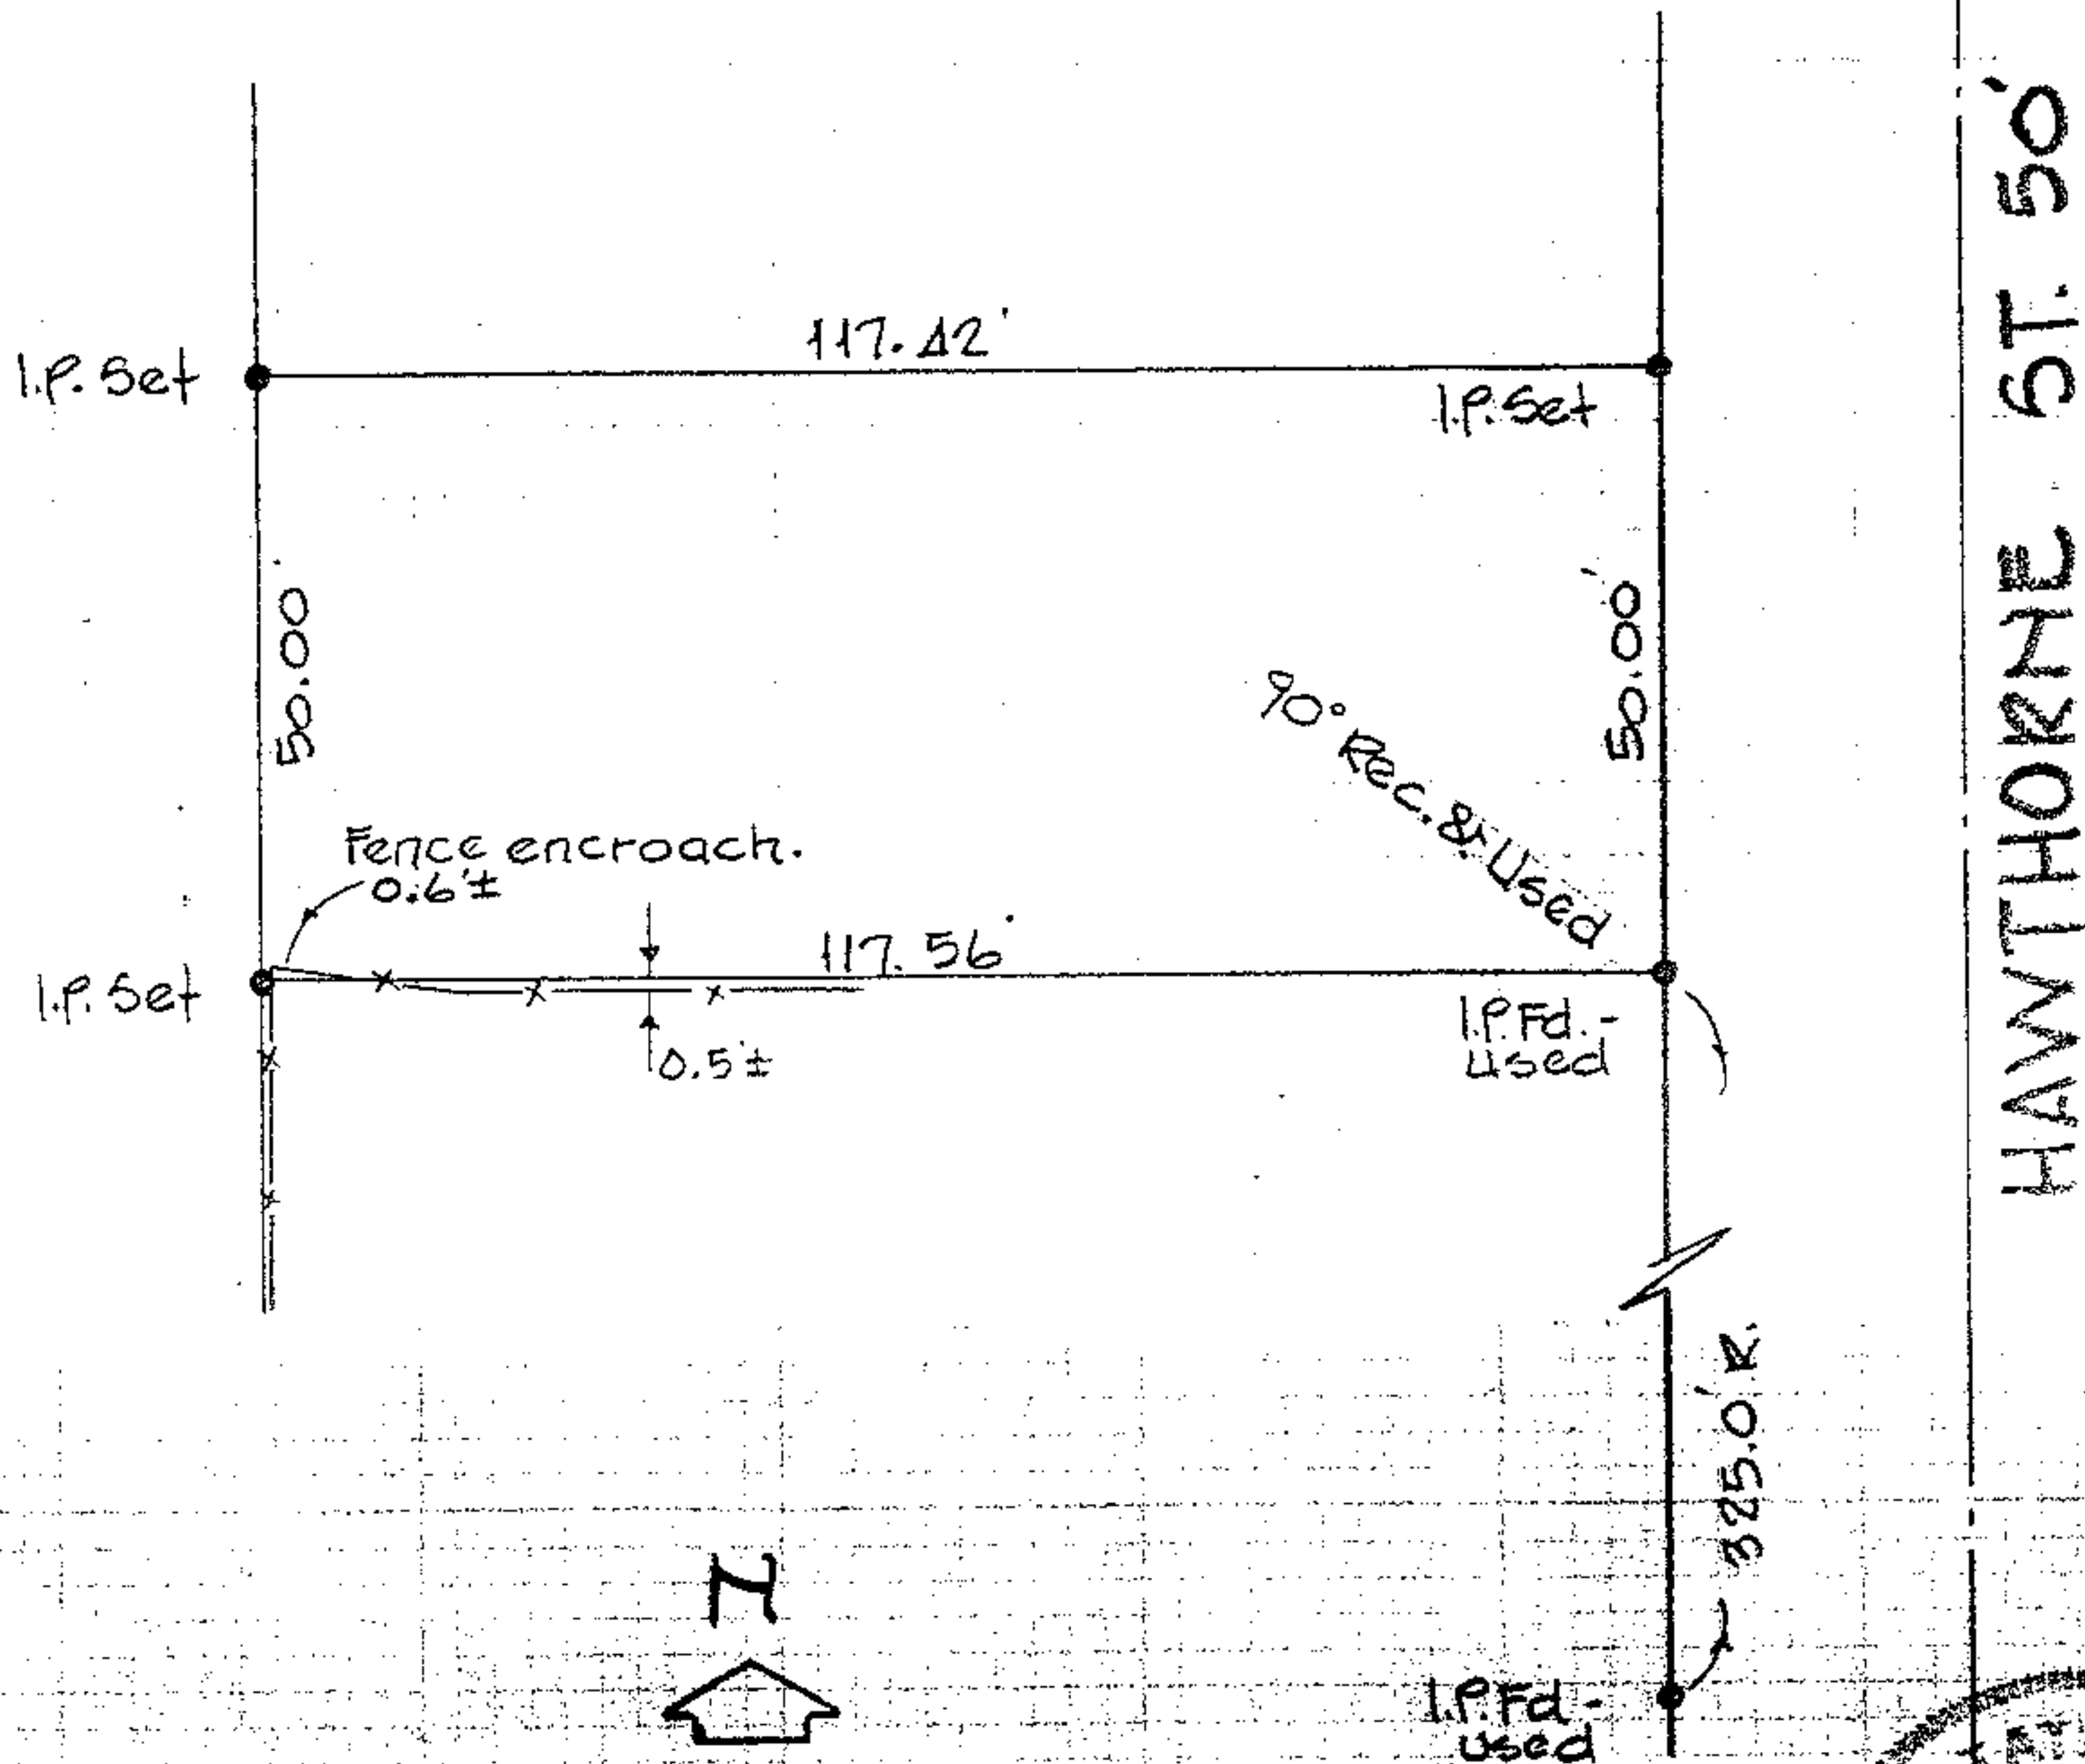 HAWTHORNE ST. 50'
117.42'
I.P. Set
I.P. Set
50.00'
50.00'
90° Rec. & Used
Fence encroach.
0.6'±
117.56'
I.P. Set
I.P. Fd. -
Used
0.5'±
325.0' R.
N
I.P. Fd -
used